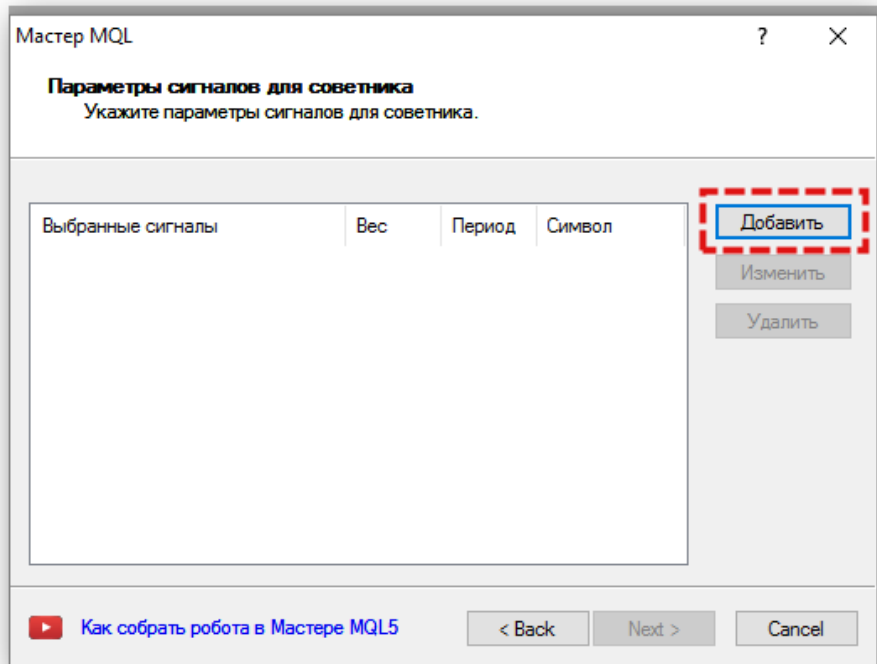 Мастер MQL
?
Параметры сигналов для советника
Укажите параметры сигналов для советника.
Выбранные сигналы Вес Период Символ
Добавить
Изменить
Удалить
Как собрать робота в Мастере MQL5
< Back Next > Cancel